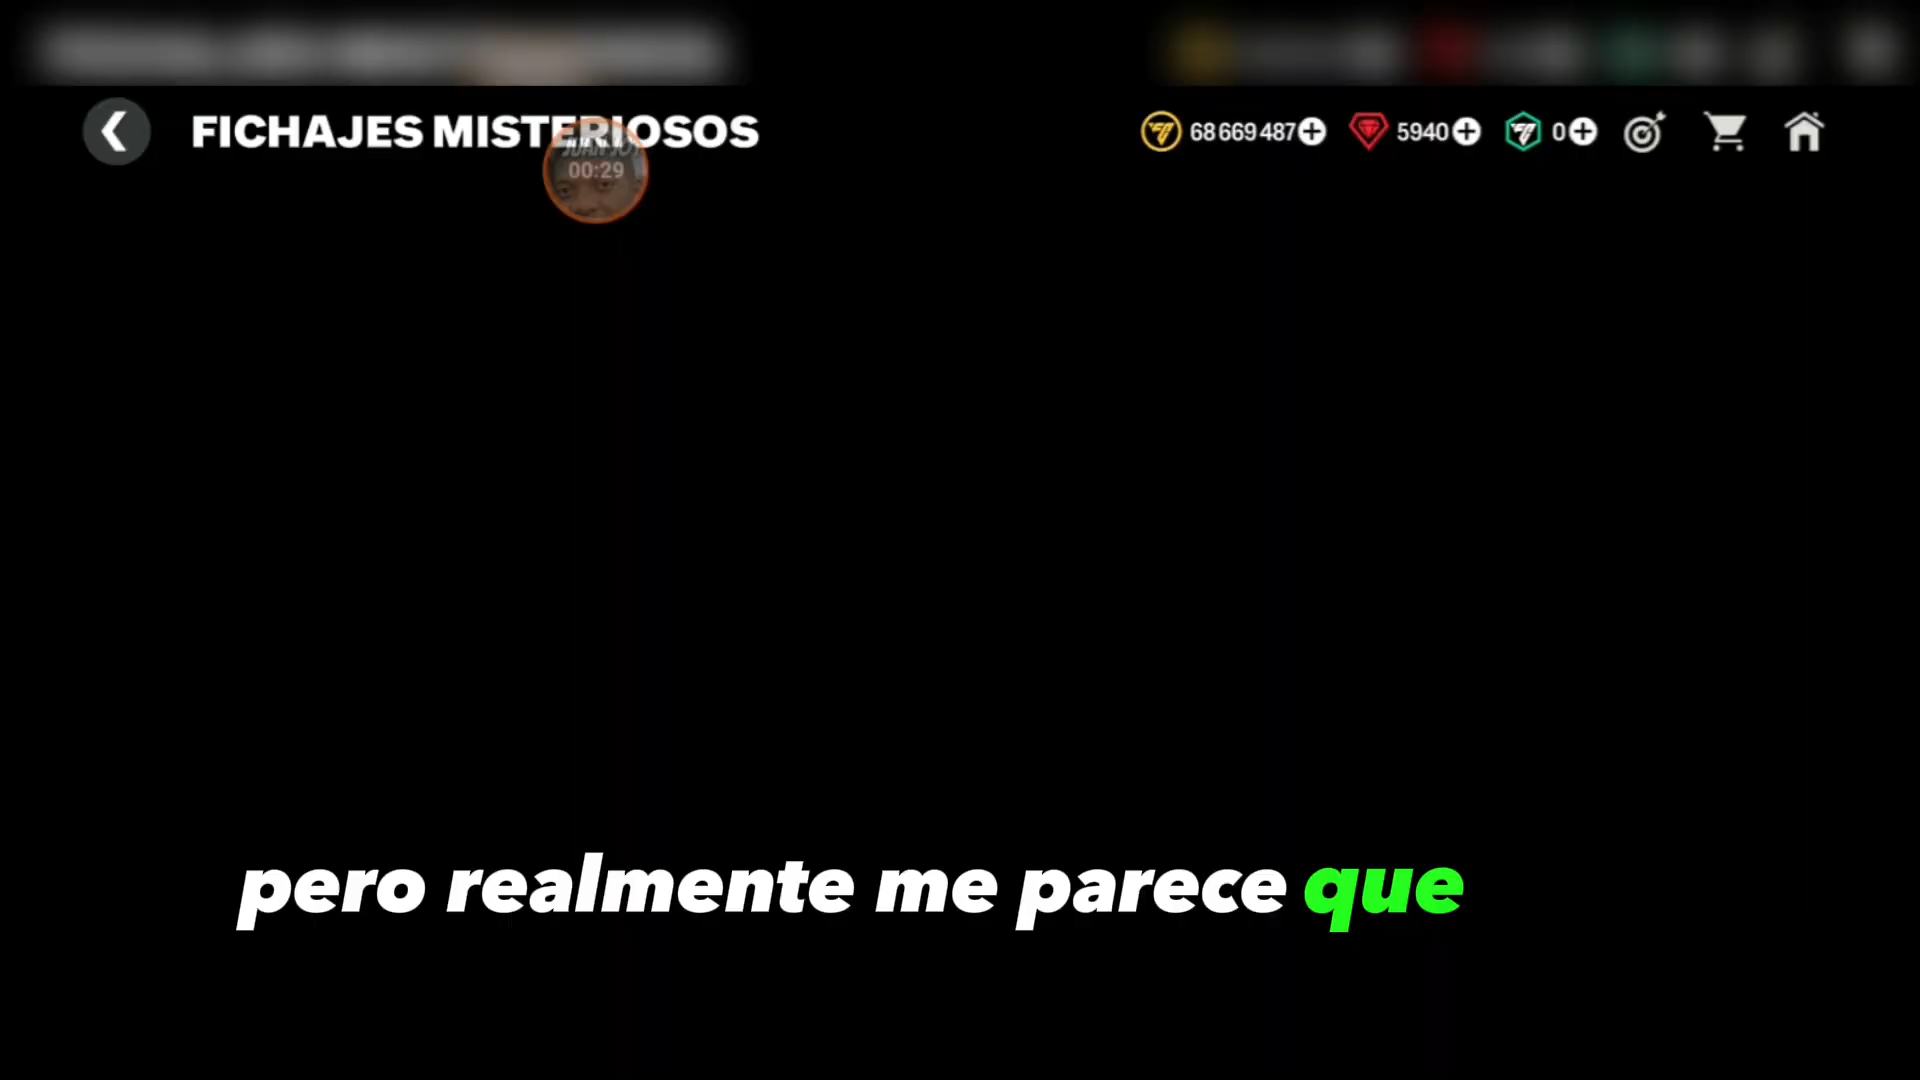 FICHAJES MISTERIOSOS
68 669 487
5940
0
00:29
pero realmente me parece que